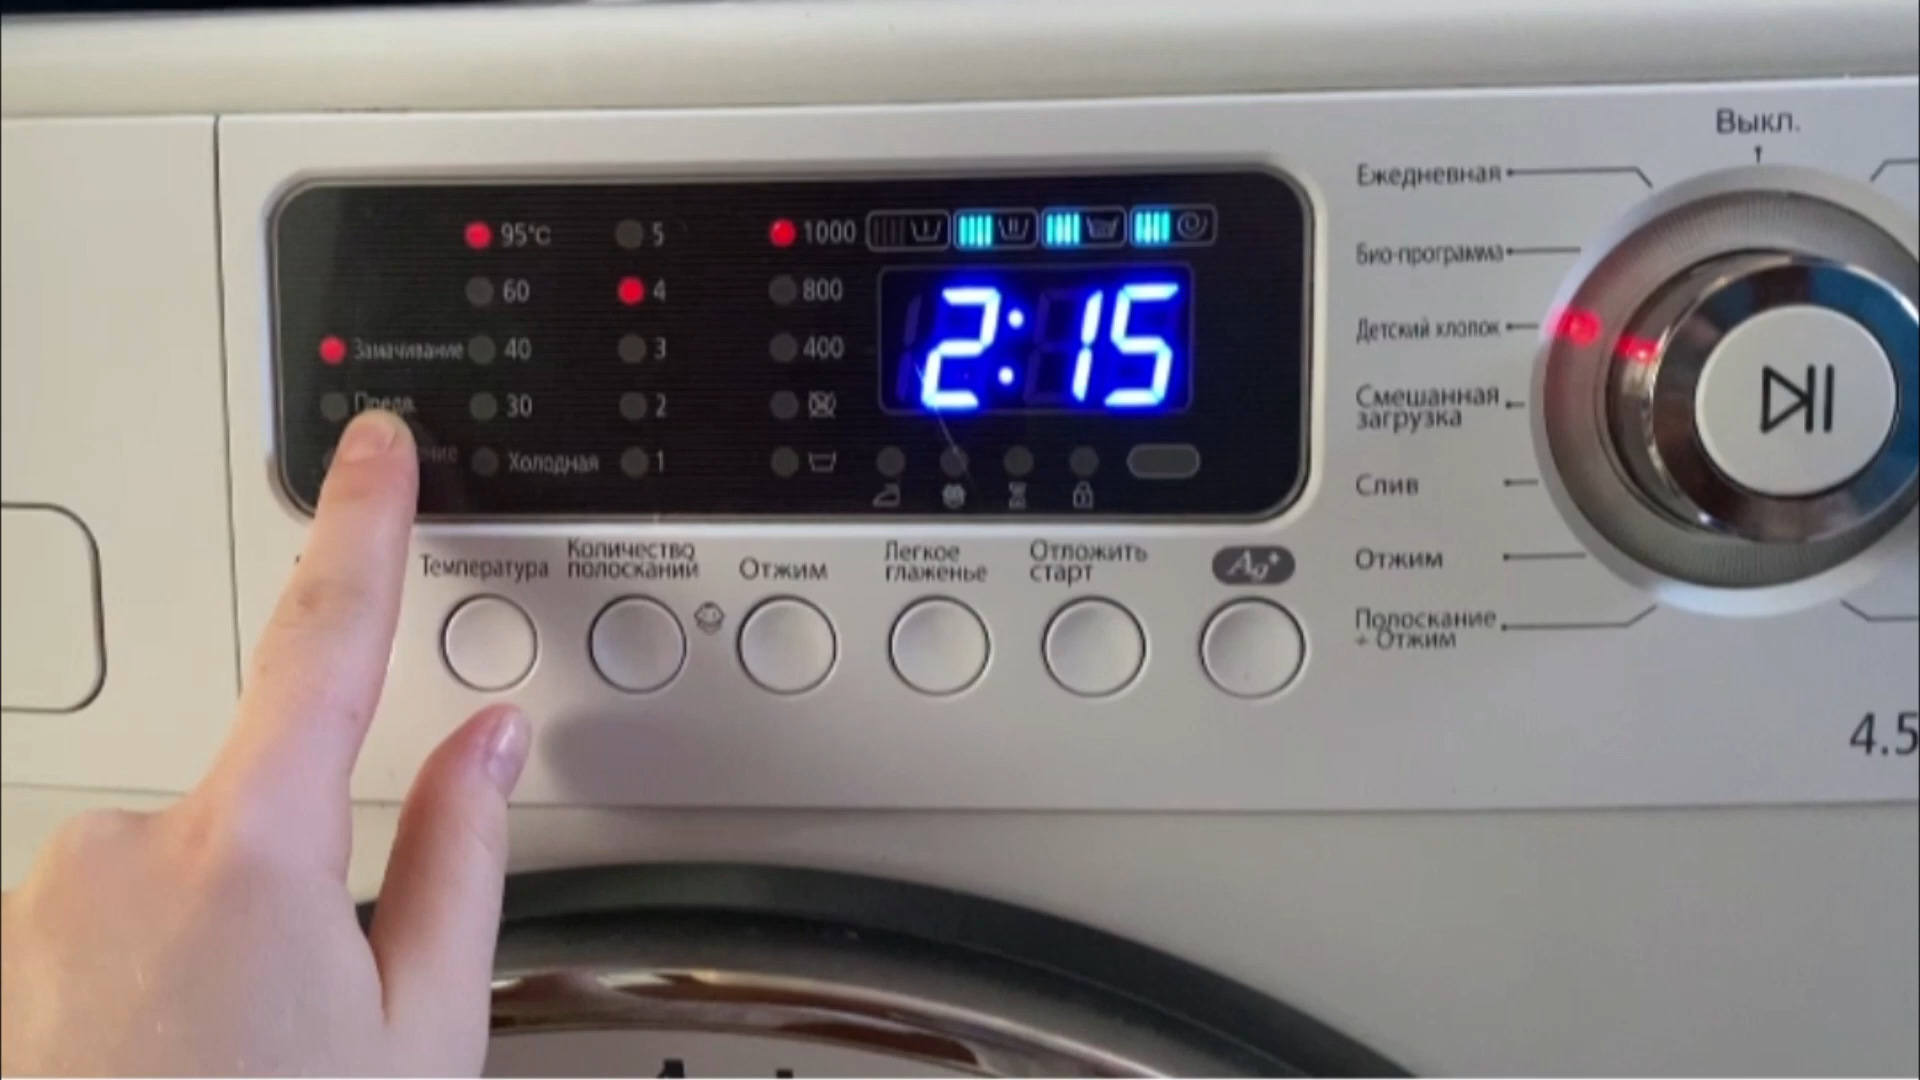 Выкл.
95°C
5
1000
60
4
800
2:15
Замачивание
40
3
400
Предв.
30
2
Холодная
1
Температура
Количество
полосканий
Отжим
Легкое
глаженье
Отложить
старт
Ag+
Ежедневная
Био-программа
Детский хлопок
Смешанная
загрузка
Слив
Отжим
Полоскание
+ Отжим
4.5